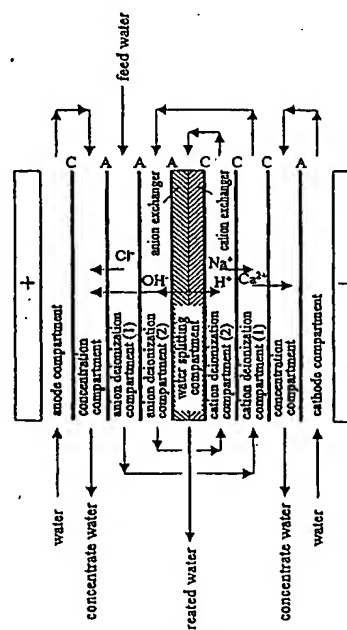 feed water
C
A
A
A
C
C
C
A
+
anode compartment
concentration
compartment
anion deionization
compartment (1)
anion deionization
compartment (2)
water splitting
compartment
cation deionization
compartment (2)
cation deionization
compartment (1)
concentration
compartment
cathode compartment
anion exchanger
cation exchanger
Cl-
OH-
Na+
H+
Ca2+
water
concentrate water
reated water
concentrate water
water